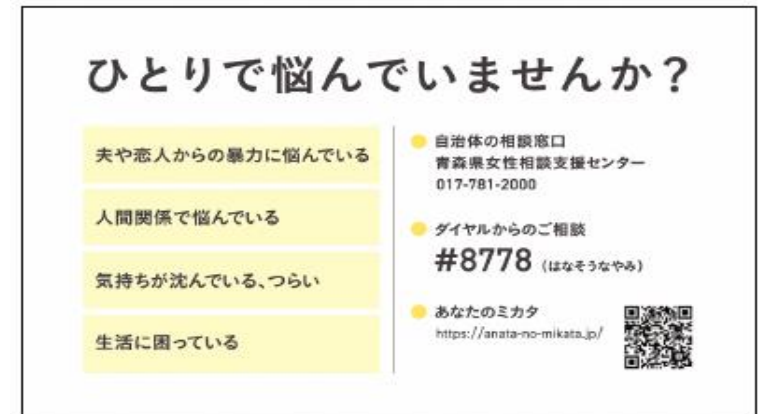 ひとりで悩んでいませんか?
夫や恋人からの暴力に悩んでいる
人間関係で悩んでいる
気持ちが沈んでいる、つらい
生活に困っている
自治体の相談窓口
青森県女性相談支援センター
017-781-2000
ダイヤルからのご相談
#8778 (はなそうなやみ)
あなたのミカタ
https://anata-no-mikata.jp/